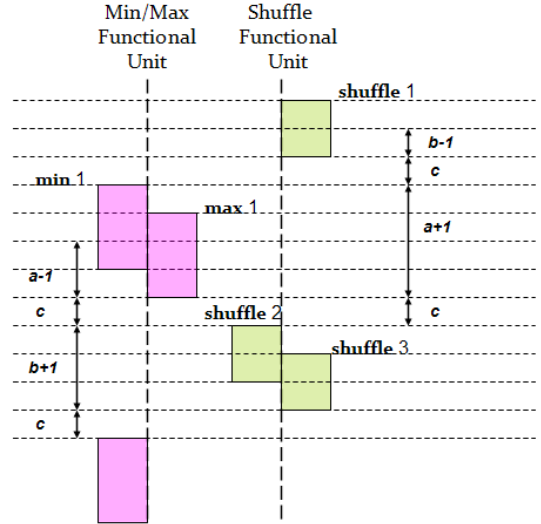 Min/Max Shuffle
Functional Functional
Unit Unit
shuffle 1
b-1
c
min 1
max 1
a+1
a-1
c
shuffle 2
c
shuffle 3
b+1
c